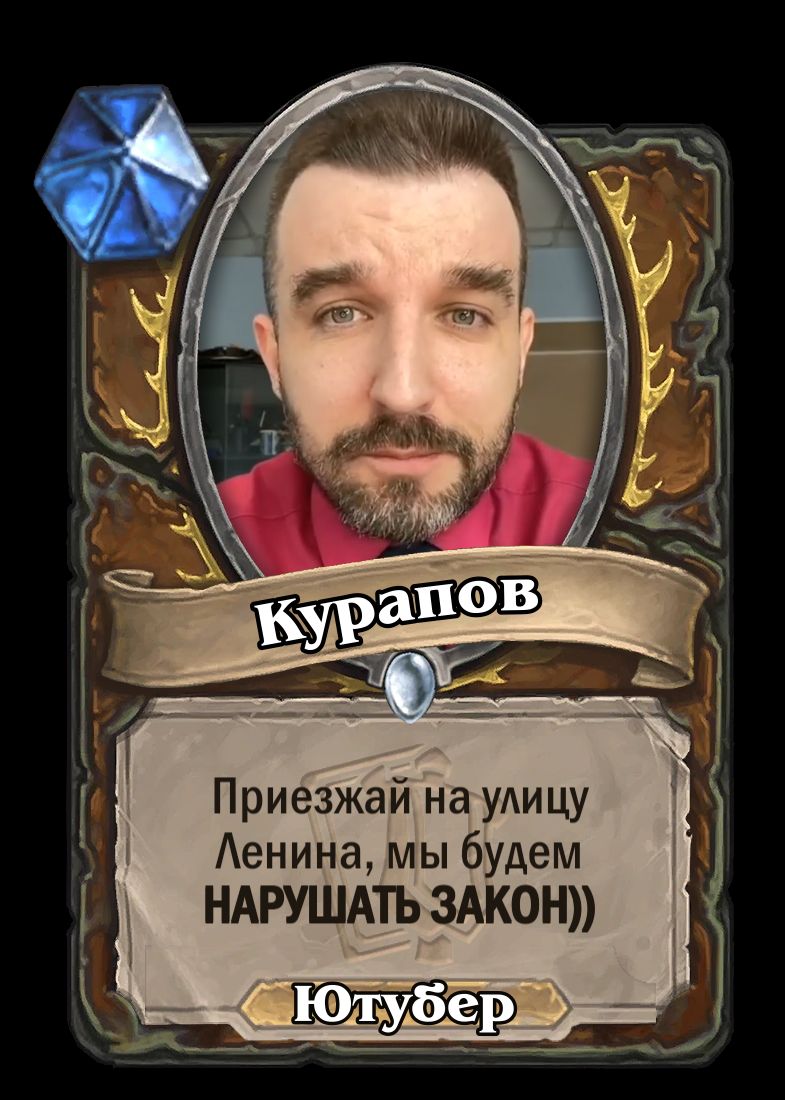 Курапов
Приезжай на улицу
Ленина, мы будем
НАРУШАТЬ ЗАКОН))
Ютубер